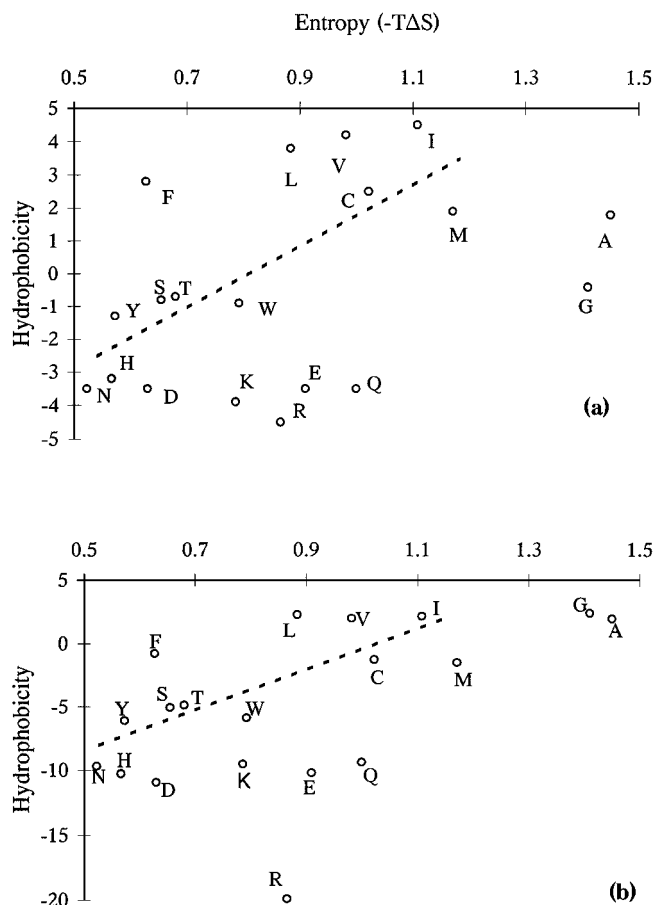 Entropy (-TΔS)
0.5 0.7 0.9 1.1 1.3 1.5
5
4
3
2
1
0
-1
-2
-3
-4
-5
Hydrophobicity
I
V
L
C
F
M
A
G
S T
Y
W
H
N
D
K
E
Q
R
(a)
0.5 0.7 0.9 1.1 1.3 1.5
5
0
-5
-10
-15
-20
Hydrophobicity
G
A
I
V
L
F
C
M
S
T
Y
W
N
H
D
K
E
Q
R
(b)